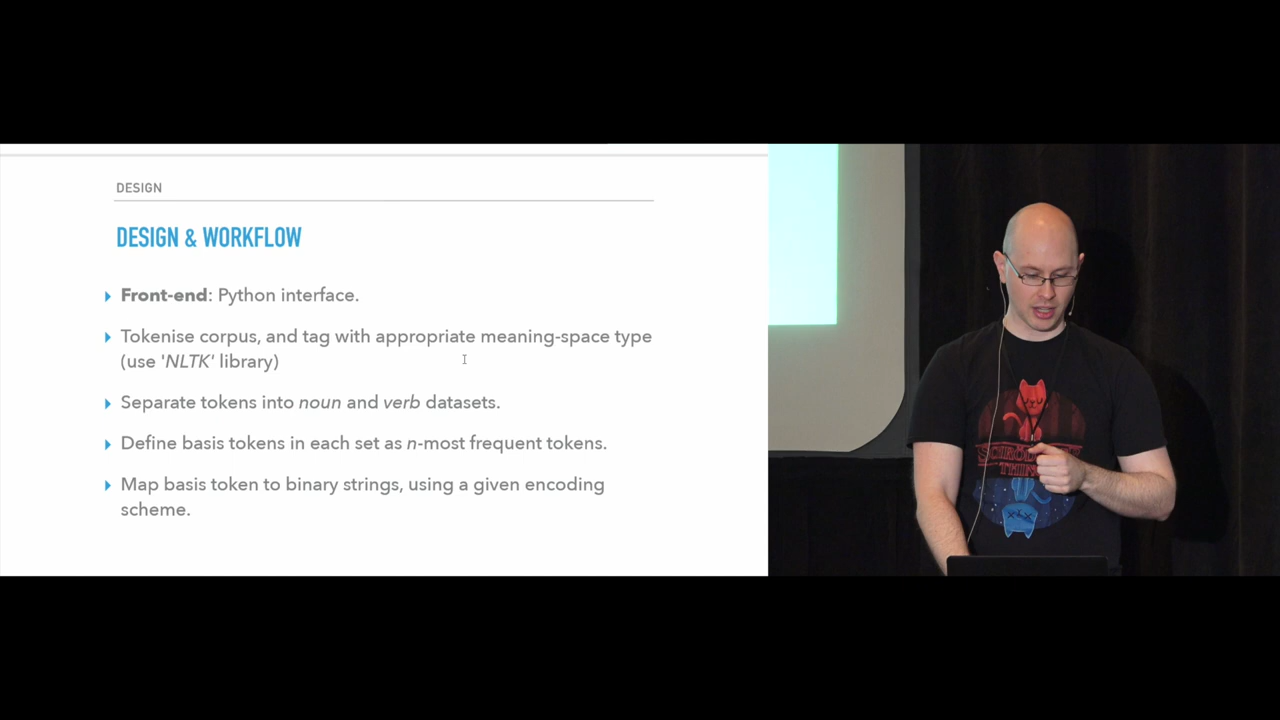 DESIGN
DESIGN & WORKFLOW
Front-end: Python interface.
Tokenise corpus, and tag with appropriate meaning-space type
(use 'NLTK' library)
Separate tokens into noun and verb datasets.
Define basis tokens in each set as n-most frequent tokens.
Map basis token to binary strings, using a given encoding
scheme.